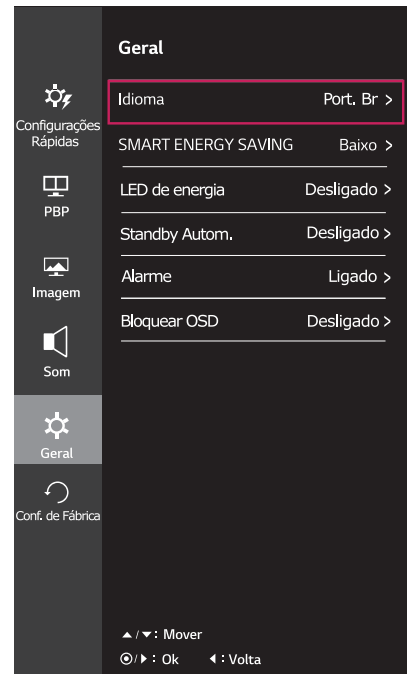 Geral
Configurações
Rápidas
PBP
Imagem
Som
Geral
Conf. de Fábrica
Idioma Port. Br >
SMART ENERGY SAVING Baixo >
LED de energia Desligado >
Standby Autom. Desligado >
Alarme Ligado >
Bloquear OSD Desligado >
▲/▼: Mover
◉/▶: Ok ◀: Volta